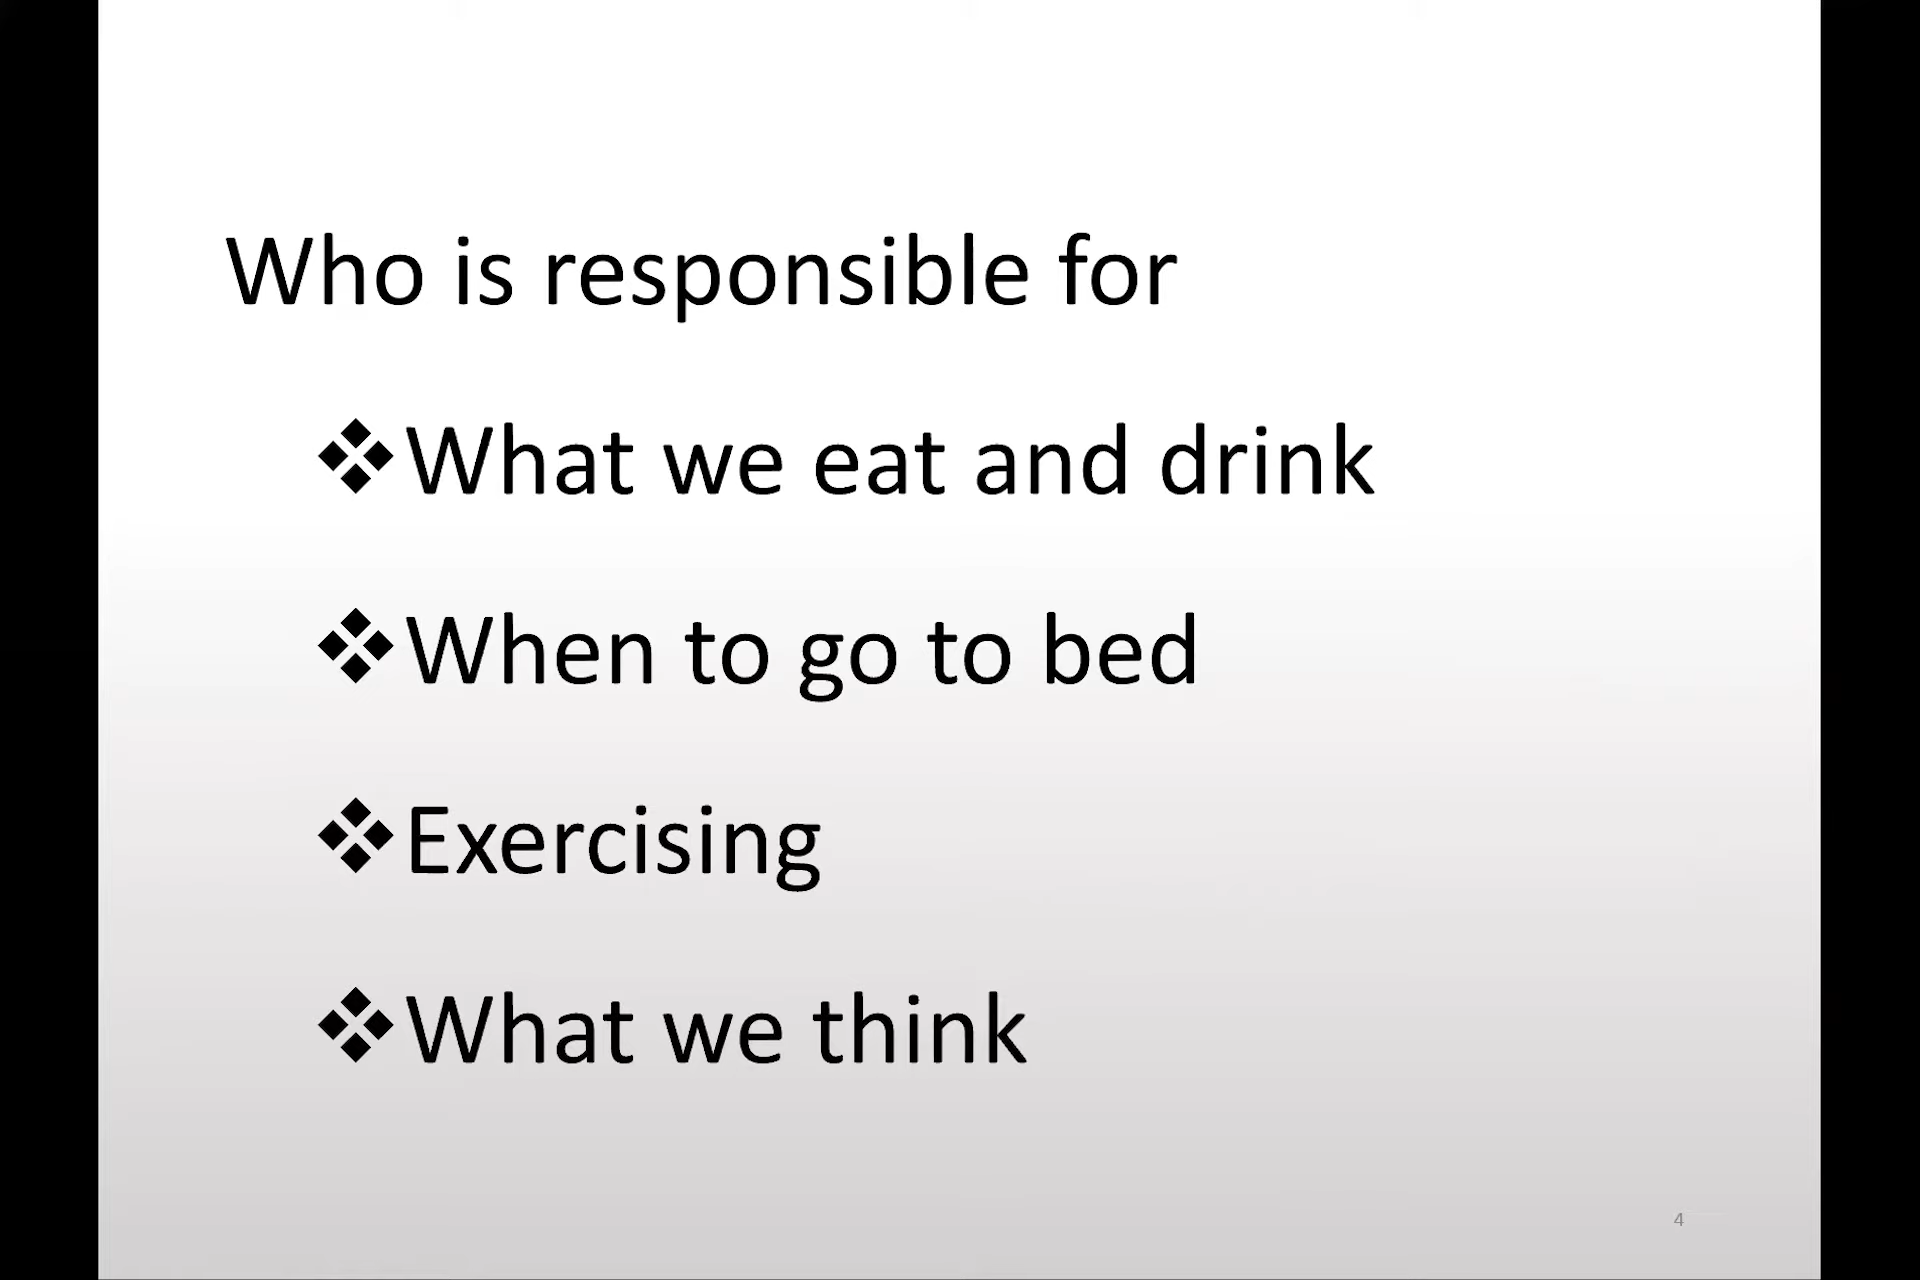 Who is responsible for
❖What we eat and drink
❖When to go to bed
❖Exercising
❖What we think
4